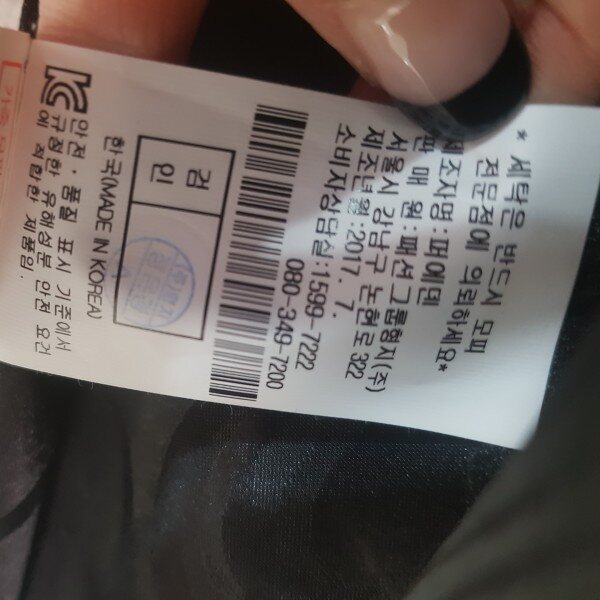 * 세탁은 반드시 모피
전문점에 의뢰하세요*
제조자명:퍼에덴
판 매 원:패션그룹형지(주)
서울시 강남구 논현로 322
제조년월:2017. 7.
소비자상담실:1599-7222
080-349-7200
검
인
한국(MADE IN KOREA)
안전·품질 표시 기준에서
규정한 유해성분 안전 요건
에 적합한 제품임.